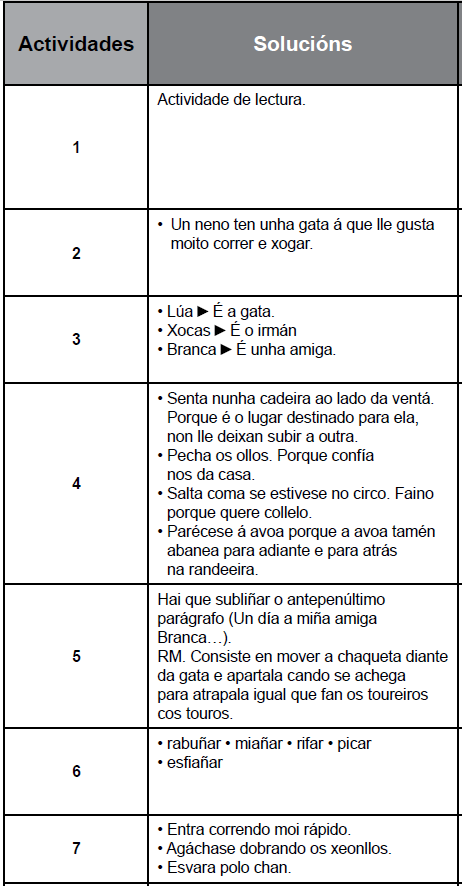 Actividades
Solucións
1
Actividade de lectura.
2
• Un neno ten unha gata á que lle gusta
moito correr e xogar.
3
• Lúa ► É a gata.
• Xocas ► É o irmán
• Branca ► É unha amiga.
4
• Senta nunha cadeira ao lado da ventá.
Porque é o lugar destinado para ela,
non lle deixan subir a outra.
• Pecha os ollos. Porque confía
nos da casa.
• Salta coma se estivese no circo. Faino
porque quere collelo.
• Parécese á avoa porque a avoa tamén
abanea para adiante e para atrás
na randeeira.
5
Hai que subliñar o antepenúltimo
parágrafo (Un día a miña amiga
Branca…).
RM. Consiste en mover a chaqueta diante
da gata e apartala cando se achega
para atrapala igual que fan os toureiros
cos touros.
6
• rabuñar • miañar • rifar • picar
• esfiañar
7
• Entra correndo moi rápido.
• Agáchase dobrando os xeonllos.
• Esvara polo chan.